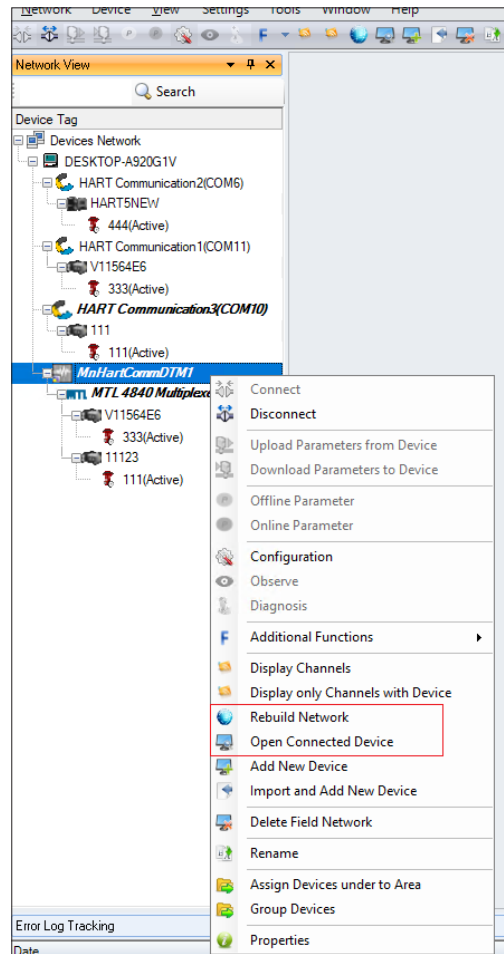 Network Device View Settings Tools Window Help
F
Network View
Search
Device Tag
Devices Network
DESKTOP-A920G1V
HART Communication2(COM6)
HART5NEW
444(Active)
HART Communication1(COM11)
V11564E6
333(Active)
HART Communication3(COM10)
111
111(Active)
MnHartCommDTM1
MTL MTL 4840 Multiplexe
V11564E6
333(Active)
11123
111(Active)
Connect
Disconnect
Upload Parameters from Device
Download Parameters to Device
Offline Parameter
Online Parameter
Configuration
Observe
Diagnosis
F Additional Functions
Display Channels
Display only Channels with Device
Rebuild Network
Open Connected Device
Add New Device
Import and Add New Device
Delete Field Network
Rename
Assign Devices under to Area
Group Devices
Properties
Error Log Tracking
Date